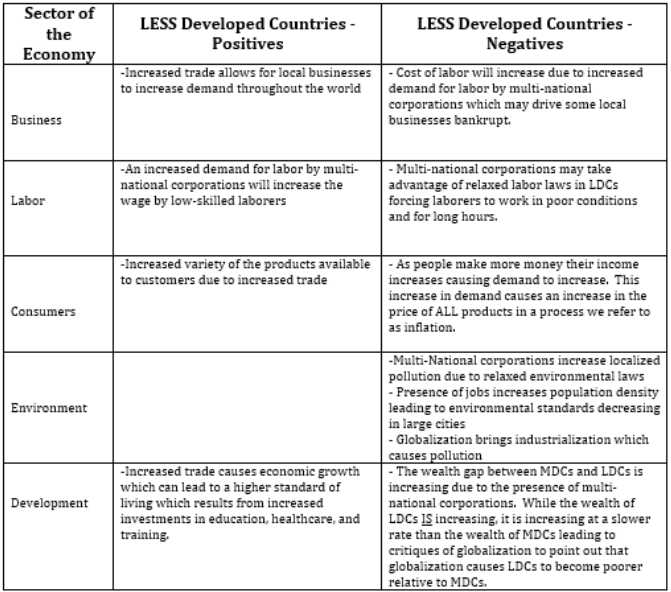 Sector of
the
Economy
LESS Developed Countries -
Positives
LESS Developed Countries -
Negatives
Business
-Increased trade allows for local businesses
to increase demand throughout the world
- Cost of labor will increase due to increased
demand for labor by multi-national
corporations which may drive some local
businesses bankrupt.
Labor
-An increased demand for labor by multi-
national corporations will increase the
wage by low-skilled laborers
- Multi-national corporations may take
advantage of relaxed labor laws in LDCs
forcing laborers to work in poor conditions
and for long hours.
Consumers
-Increased variety of the products available
to customers due to increased trade
- As people make more money their income
increases causing demand to increase.  This
increase in demand causes an increase in the
price of ALL products in a process we refer to
as inflation.
Environment
-Multi-National corporations increase localized
pollution due to relaxed environmental laws
- Presence of jobs increases population density
leading to environmental standards decreasing
in large cities
- Globalization brings industrialization which
causes pollution
Development
-Increased trade causes economic growth
which can lead to a higher standard of
living which results from increased
investments in education, healthcare, and
training.
- The wealth gap between MDCs and LDCs is
increasing due to the presence of multi-
national corporations.  While the wealth of
LDCs IS increasing, it is increasing at a slower
rate than the wealth of MDCs leading to
critiques of globalization to point out that
globalization causes LDCs to become poorer
relative to MDCs.